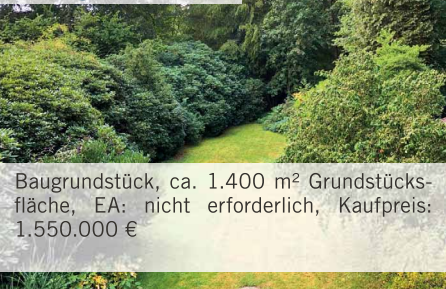 Baugrundstück, ca. 1.400 m² Grundstücks-
fläche, EA: nicht erforderlich, Kaufpreis:
1.550.000 €